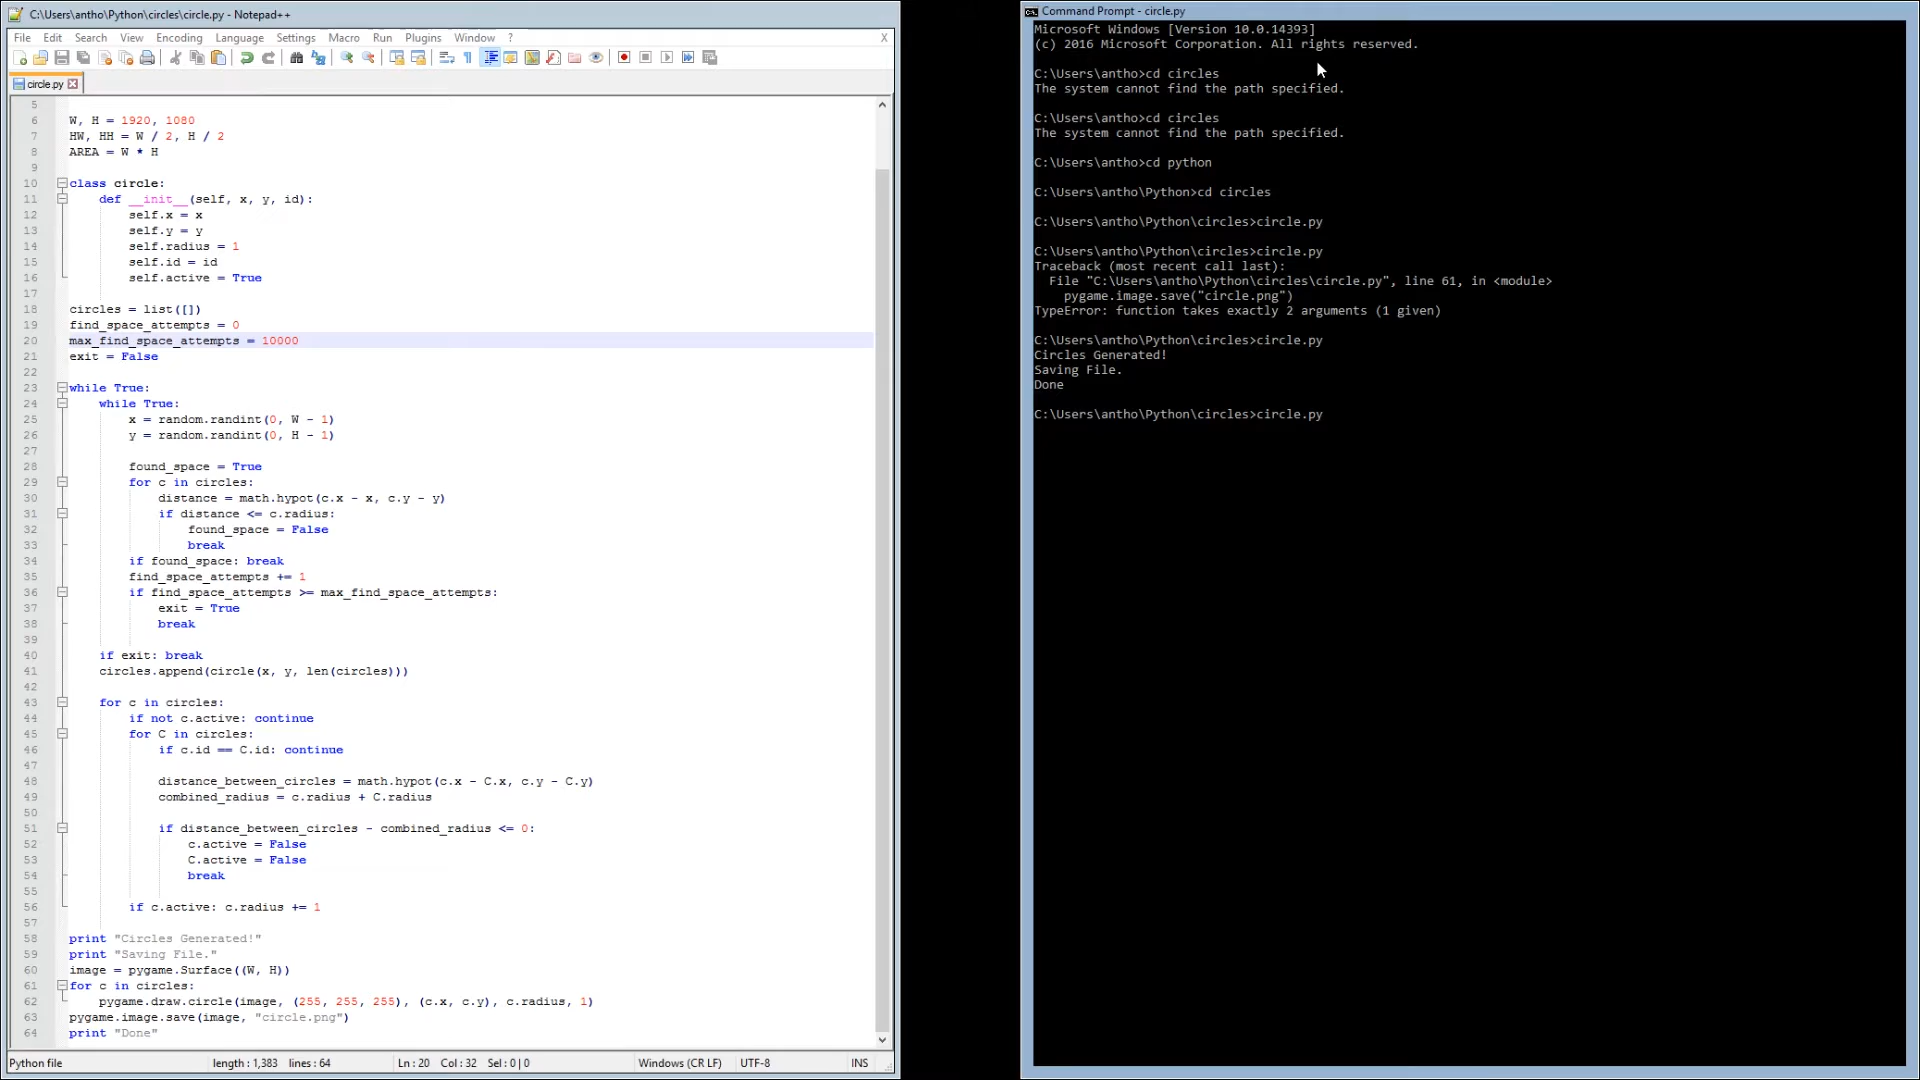 C:\Users\antho\Python\circles\circle.py - Notepad++
File Edit Search View Encoding Language Settings Macro Run Plugins Window ? X
circle.py
5
6 W, H = 1920, 1080
7 HW, HH = W / 2, H / 2
8 AREA = W * H
9
10 class circle:
11 def __init__(self, x, y, id):
12 self.x = x
13 self.y = y
14 self.radius = 1
15 self.id = id
16 self.active = True
17
18 circles = list([])
19 find_space_attempts = 0
20 max_find_space_attempts = 10000
21 exit = False
22
23 while True:
24 while True:
25 x = random.randint(0, W - 1)
26 y = random.randint(0, H - 1)
27
28 found_space = True
29 for c in circles:
30 distance = math.hypot(c.x - x, c.y - y)
31 if distance <= c.radius:
32 found_space = False
33 break
34 if found_space: break
35 find_space_attempts += 1
36 if find_space_attempts >= max_find_space_attempts:
37 exit = True
38 break
39
40 if exit: break
41 circles.append(circle(x, y, len(circles)))
42
43 for c in circles:
44 if not c.active: continue
45 for C in circles:
46 if c.id == C.id: continue
47
48 distance_between_circles = math.hypot(c.x - C.x, c.y - C.y)
49 combined_radius = c.radius + C.radius
50
51 if distance_between_circles - combined_radius <= 0:
52 c.active = False
53 C.active = False
54 break
55
56 if c.active: c.radius += 1
57
58 print "Circles Generated!"
59 print "Saving File."
60 image = pygame.Surface((W, H))
61 for c in circles:
62 pygame.draw.circle(image, (255, 255, 255), (c.x, c.y), c.radius, 1)
63 pygame.image.save(image, "circle.png")
64 print "Done"
Python file length : 1,383 lines : 64 Ln : 20 Col : 32 Sel : 0 | 0 Windows (CR LF) UTF-8 INS
Command Prompt - circle.py
Microsoft Windows [Version 10.0.14393]
(c) 2016 Microsoft Corporation. All rights reserved.
C:\Users\antho>cd circles
The system cannot find the path specified.
C:\Users\antho>cd circles
The system cannot find the path specified.
C:\Users\antho>cd python
C:\Users\antho\Python>cd circles
C:\Users\antho\Python\circles>circle.py
C:\Users\antho\Python\circles>circle.py
Traceback (most recent call last):
File "C:\Users\antho\Python\circles\circle.py", line 61, in <module>
pygame.image.save("circle.png")
TypeError: function takes exactly 2 arguments (1 given)
C:\Users\antho\Python\circles>circle.py
Circles Generated!
Saving File.
Done
C:\Users\antho\Python\circles>circle.py